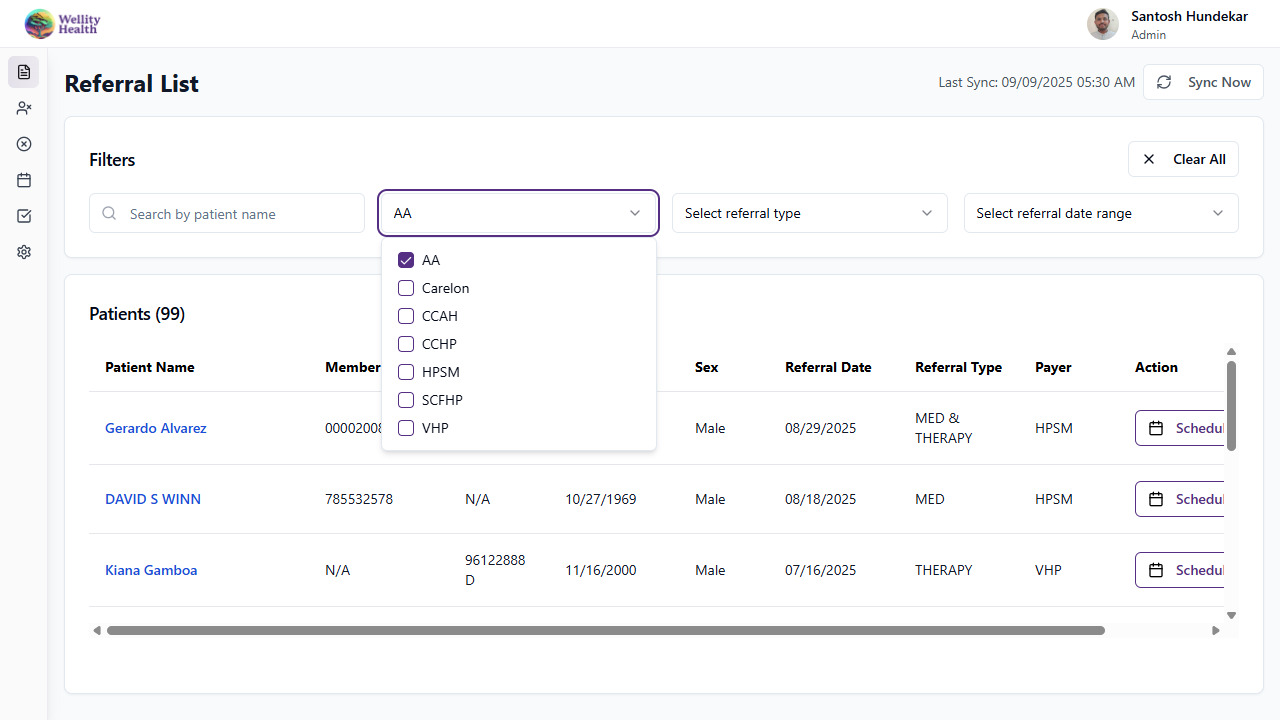 Wellity
Health
Santosh Hundekar
Admin
Referral List
Last Sync: 09/09/2025 05:30 AM
Sync Now
Filters
Clear All
Search by patient name
AA
Select referral type
Select referral date range
AA
Carelon
CCAH
CCHP
HPSM
SCFHP
VHP
Patients (99)
Patient Name
Member
Sex
Referral Date
Referral Type
Payer
Action
Gerardo Alvarez
Male
08/29/2025
MED &
THERAPY
HPSM
DAVID S WINN
785532578
N/A
10/27/1969
Male
08/18/2025
MED
HPSM
Kiana Gamboa
N/A
96122888
D
11/16/2000
Male
07/16/2025
THERAPY
VHP